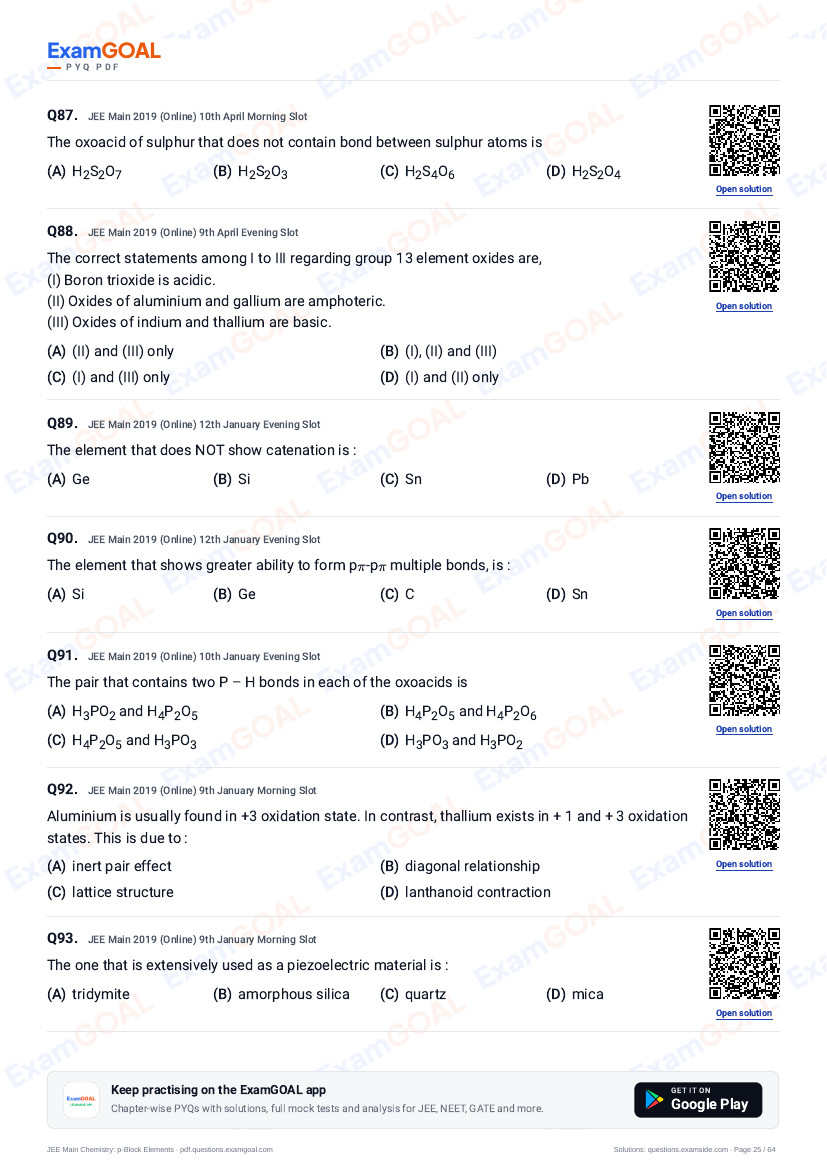 ExamGOAL
PYQ PDF
Q87. JEE Main 2019 (Online) 10th April Morning Slot
The oxoacid of sulphur that does not contain bond between sulphur atoms is
(A) H₂S₂O₇ (B) H₂S₂O₃ (C) H₂S₄O₆ (D) H₂S₂O₄
Open solution
Q88. JEE Main 2019 (Online) 9th April Evening Slot
The correct statements among I to III regarding group 13 element oxides are,
(I) Boron trioxide is acidic.
(II) Oxides of aluminium and gallium are amphoteric.
(III) Oxides of indium and thallium are basic.
(A) (II) and (III) only (B) (I), (II) and (III)
(C) (I) and (III) only (D) (I) and (II) only
Open solution
Q89. JEE Main 2019 (Online) 12th January Evening Slot
The element that does NOT show catenation is :
(A) Ge (B) Si (C) Sn (D) Pb
Open solution
Q90. JEE Main 2019 (Online) 12th January Evening Slot
The element that shows greater ability to form pπ-pπ multiple bonds, is :
(A) Si (B) Ge (C) C (D) Sn
Open solution
Q91. JEE Main 2019 (Online) 10th January Evening Slot
The pair that contains two P – H bonds in each of the oxoacids is
(A) H₃PO₂ and H₄P₂O₅ (B) H₄P₂O₅ and H₄P₂O₆
(C) H₄P₂O₅ and H₃PO₃ (D) H₃PO₃ and H₃PO₂
Open solution
Q92. JEE Main 2019 (Online) 9th January Morning Slot
Aluminium is usually found in +3 oxidation state. In contrast, thallium exists in + 1 and + 3 oxidation
states. This is due to :
(A) inert pair effect (B) diagonal relationship
(C) lattice structure (D) lanthanoid contraction
Open solution
Q93. JEE Main 2019 (Online) 9th January Morning Slot
The one that is extensively used as a piezoelectric material is :
(A) tridymite (B) amorphous silica (C) quartz (D) mica
Open solution
ExamGOAL
Keep practising on the ExamGOAL app
Chapter-wise PYQs with solutions, full mock tests and analysis for JEE, NEET, GATE and more.
GET IT ON
Google Play
JEE Main Chemistry: p-Block Elements · pdf.questions.examgoal.com
Solutions: questions.examside.com · Page 25 / 64